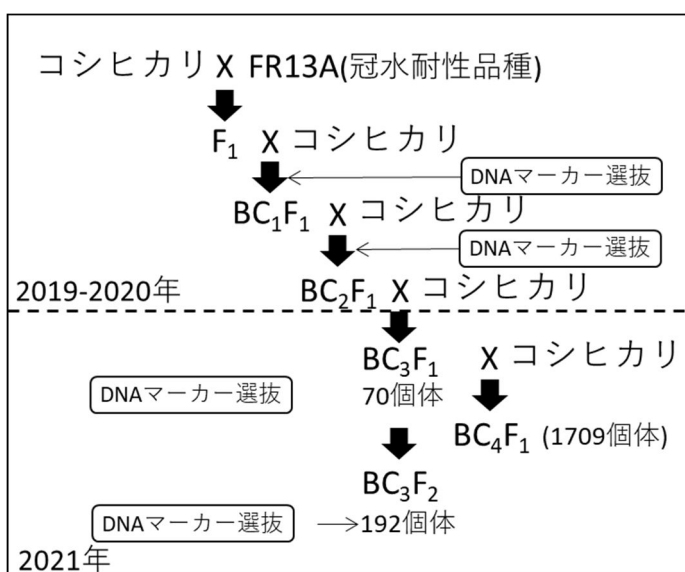 コシヒカリ X FR13A(冠水耐性品種)
F₁ X コシヒカリ
DNAマーカー選抜
BC₁F₁ X コシヒカリ
DNAマーカー選抜
2019-2020年 BC₂F₁ X コシヒカリ
BC₃F₁ X コシヒカリ
DNAマーカー選抜 70個体
BC₄F₁ (1709個体)
BC₃F₂
DNAマーカー選抜 192個体
2021年